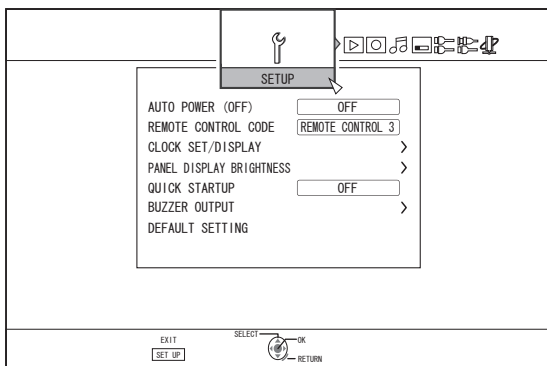 SETUP
AUTO POWER (OFF) OFF
REMOTE CONTROL CODE REMOTE CONTROL 3
CLOCK SET/DISPLAY
PANEL DISPLAY BRIGHTNESS
QUICK STARTUP OFF
BUZZER OUTPUT
DEFAULT SETTING
EXIT
SET UP
SELECT
OK
RETURN